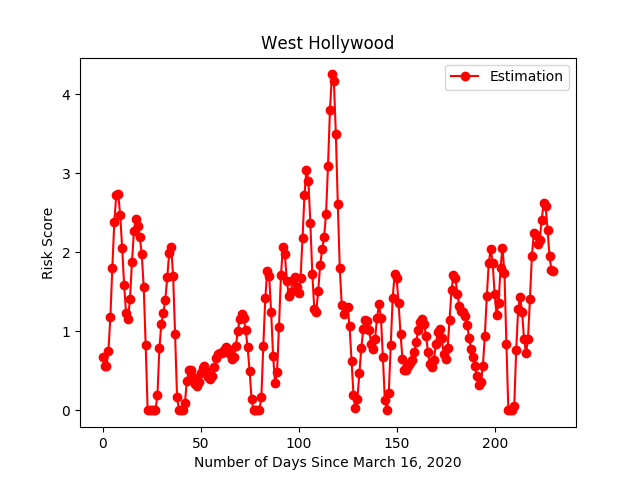 West Hollywood
Estimation
Risk Score
4
3
2
1
0
0 50 100 150 200
Number of Days Since March 16, 2020